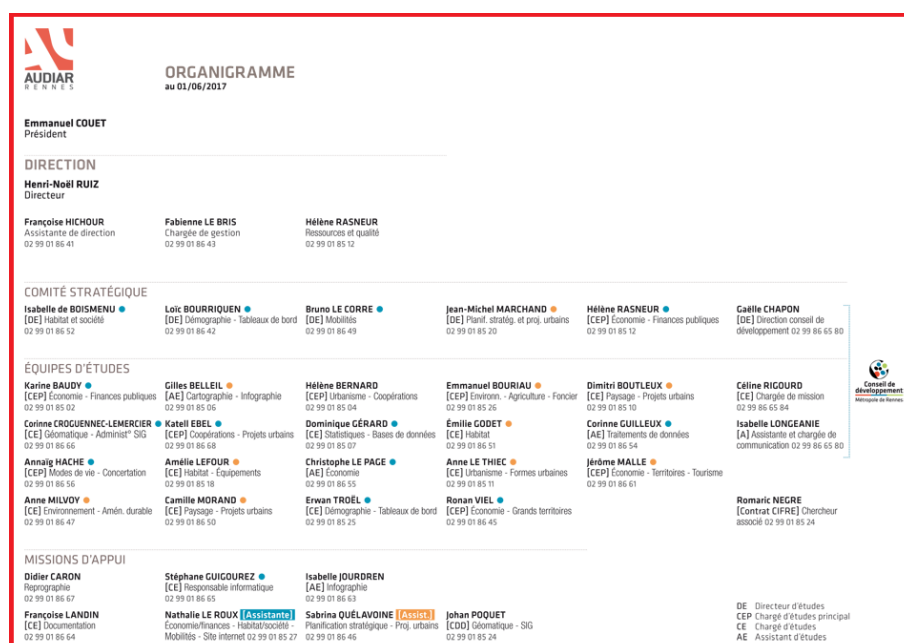 AUDIAR
RENNES
ORGANIGRAMME
au 01/06/2017
Emmanuel COUET
Président
DIRECTION
Henri-Noël RUIZ
Directeur
Françoise HICHOUR
Assistante de direction
02 99 01 86 41
Fabienne LE BRIS
Chargée de gestion
02 99 01 86 43
Hélène RASNEUR
Ressources et qualité
02 99 01 85 12
COMITÉ STRATÉGIQUE
Isabelle de BOISMENU
[DE] Habitat et société
02 99 01 86 52
Loïc BOURRIQUEN
[DE] Démographie - Tableaux de bord
02 99 01 86 42
Bruno LE CORRE
[DE] Mobilités
02 99 01 86 49
Jean-Michel MARCHAND
[DE] Planif. stratég. et proj. urbains
02 99 01 85 20
Hélène RASNEUR
[CEP] Économie - Finances publiques
02 99 01 85 12
Gaëlle CHAPON
[DE] Direction conseil de
développement 02 99 86 65 80
ÉQUIPES D'ÉTUDES
Karine BAUDY
[CEP] Économie - Finances publiques
02 99 01 85 02
Gilles BELLEIL
[AE] Cartographie - Infographie
02 99 01 85 06
Hélène BERNARD
[CEP] Urbanisme - Coopérations
02 99 01 85 04
Emmanuel BOURIAU
[CEP] Environn. - Agriculture - Foncier
02 99 01 85 26
Dimitri BOUTLEUX
[CE] Paysage - Projets urbains
02 99 01 85 10
Céline RIGOURD
[CE] Chargée de mission
02 99 86 65 84
Conseil de
développement
Métropole de Rennes
Corinne CROGUENNEC-LEMERCIER
[CE] Géomatique - Administ° SIG
02 99 01 86 66
Katell EBEL
[CEP] Coopérations - Projets urbains
02 99 01 86 68
Dominique GÉRARD
[CE] Statistiques - Bases de données
02 99 01 85 07
Émilie GODET
[CE] Habitat
02 99 01 86 51
Corinne GUILLEUX
[AE] Traitements de données
02 99 01 86 54
Isabelle LONGEANIE
[A] Assistante et chargée de
communication 02 99 86 65 80
Annaïg HACHE
[CEP] Modes de vie - Concertation
02 99 01 86 56
Amélie LEFOUR
[CE] Habitat - Équipements
02 99 01 85 18
Christophe LE PAGE
[AE] Économie
02 99 01 86 55
Anne LE THIEC
[CE] Urbanisme - Formes urbaines
02 99 01 85 11
Jérôme MALLE
[CEP] Économie - Territoires - Tourisme
02 99 01 86 61
Anne MILVOY
[CE] Environnement - Amén. durable
02 99 01 86 47
Camille MORAND
[CE] Paysage - Projets urbains
02 99 01 86 50
Erwan TROËL
[CE] Démographie - Tableaux de bord
02 99 01 85 25
Ronan VIEL
[CEP] Économie - Grands territoires
02 99 01 86 45
Romaric NEGRE
[Contrat CIFRE] Chercheur
associé 02 99 01 85 24
MISSIONS D'APPUI
Didier CARON
Reprographie
02 99 01 86 67
Stéphane GUIGOUREZ
[CE] Responsable informatique
02 99 01 86 65
Isabelle JOURDREN
[AE] Infographie
02 99 01 86 63
Françoise LANDIN
[CE] Documentation
02 99 01 86 64
Nathalie LE ROUX [Assistante]
Économie/finances - Habitat/société -
Mobilités - Site internet 02 99 01 85 27
Sabrina QUÉLAVOINE [Assist.]
Planification stratégique - Proj. urbains
02 99 01 86 46
Johan POQUET
[CDD] Géomatique - SIG
02 99 01 85 24
DE Directeur d'études
CEP Chargé d'études principal
CE Chargé d'études
AE Assistant d'études